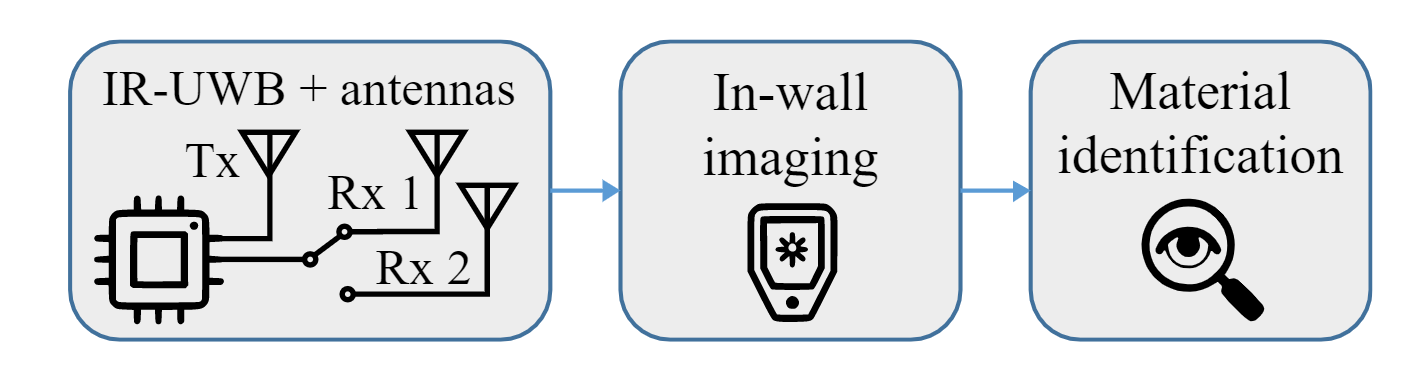 IR-UWB + antennas
Tx
Rx 1
Rx 2
In-wall
imaging
Material
identification